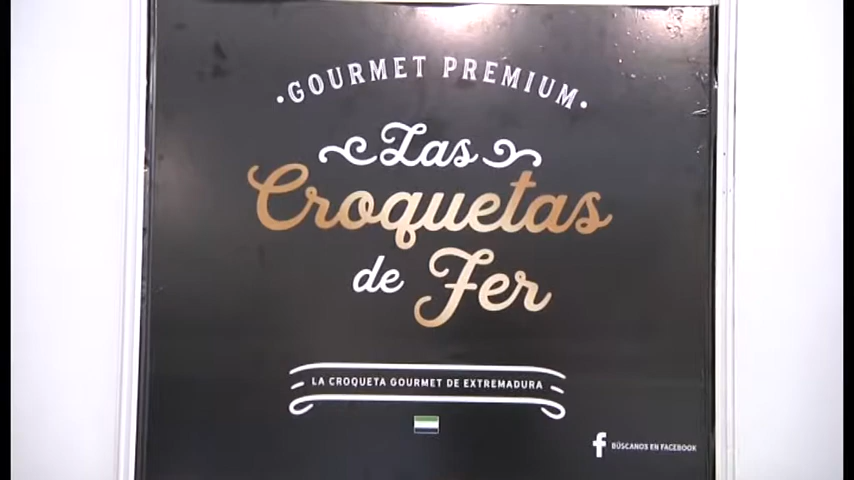 ·GOURMET PREMIUM·
Las
Croquetas
de Fer
LA CROQUETA GOURMET DE EXTREMADURA
f BÚSCANOS EN FACEBOOK